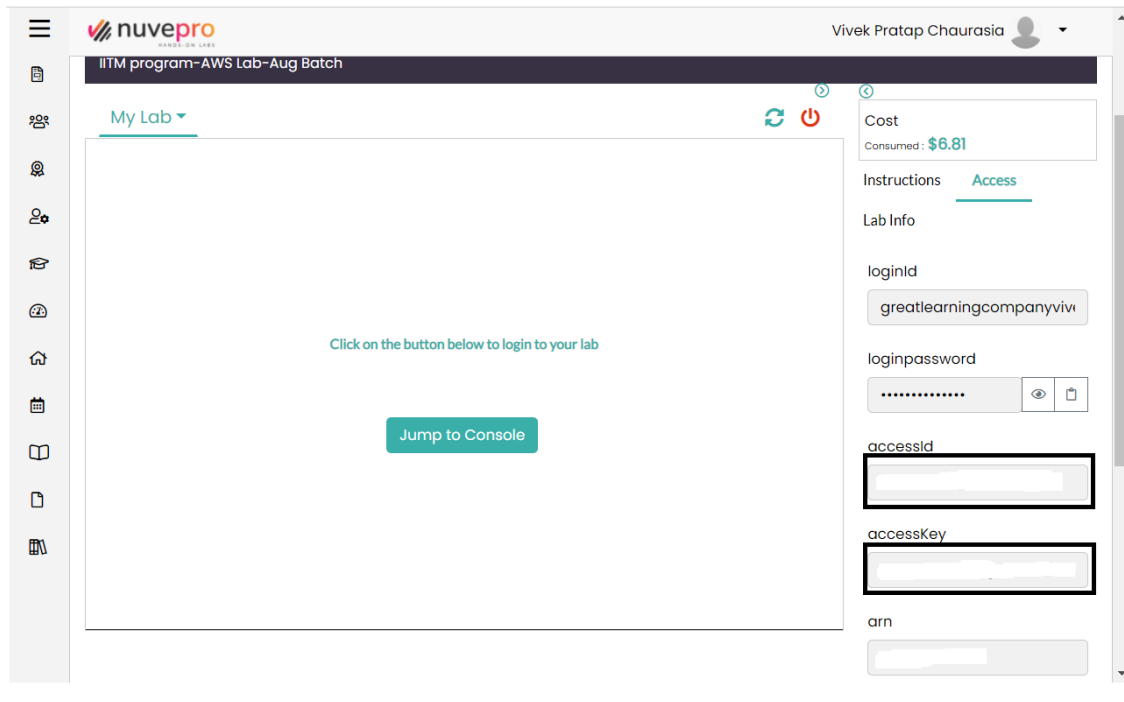 nuvepro
HANDS-ON LABS
Vivek Pratap Chaurasia
IITM program-AWS Lab-Aug Batch
My Lab
Click on the button below to login to your lab
Jump to Console
Cost
Consumed : $6.81
Instructions Access
Lab Info
loginId
greatlearningcompanyviv
loginpassword
••••••••••••••
accessId
accessKey
arn